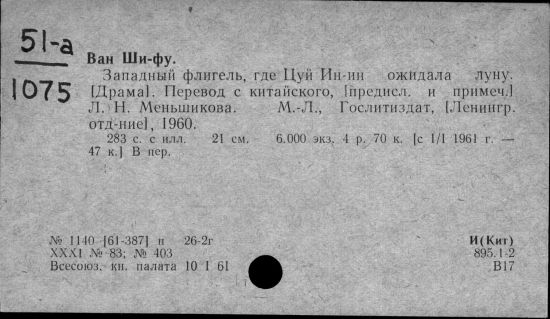 51-а
1075
Ван Ши-фу.
Западный флигель, где Цуй Ин-ин ожидала луну.
[Драма]. Перевод с китайского, [предисл. и примеч.]
Л. Н. Меньшикова. М.-Л., Гослитиздат, [Ленингр.
отд-ние], 1960.
283 с. с илл. 21 см. 6.000 экз. 4 р. 70 к. [с 1/I 1961 г. —
47 к.] В пер.
№ 1140 [61-387] п 26-2г
XXXI № 83; № 403
Всесоюз. кн. палата 10 I 61
И(Кит)
895.1-2
В17